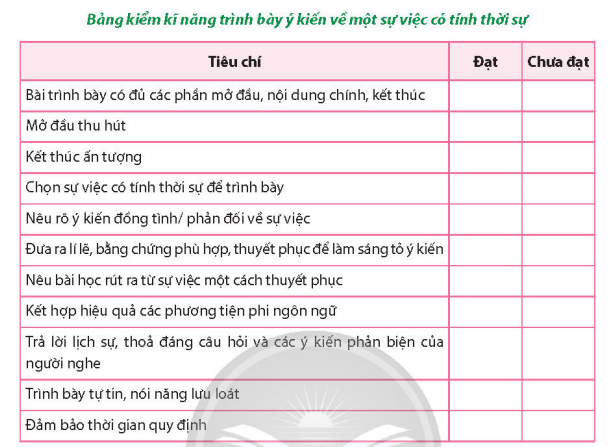 Bảng kiểm kĩ năng trình bày ý kiến về một sự việc có tính thời sự
Tiêu chí Đạt Chưa đạt
Bài trình bày có đủ các phần mở đầu, nội dung chính, kết thúc
Mở đầu thu hút
Kết thúc ấn tượng
Chọn sự việc có tính thời sự để trình bày
Nêu rõ ý kiến đồng tình/ phản đối về sự việc
Đưa ra lí lẽ, bằng chứng phù hợp, thuyết phục để làm sáng tỏ ý kiến
Nêu bài học rút ra từ sự việc một cách thuyết phục
Kết hợp hiệu quả các phương tiện phi ngôn ngữ
Trả lời lịch sự, thoả đáng câu hỏi và các ý kiến phản biện của
người nghe
Trình bày tự tin, nói năng lưu loát
Đảm bảo thời gian quy định